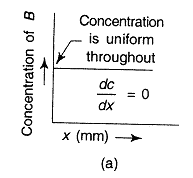 Concentration of B
Concentration
is uniform
throughout
dc
dx
= 0
x (mm)
(a)